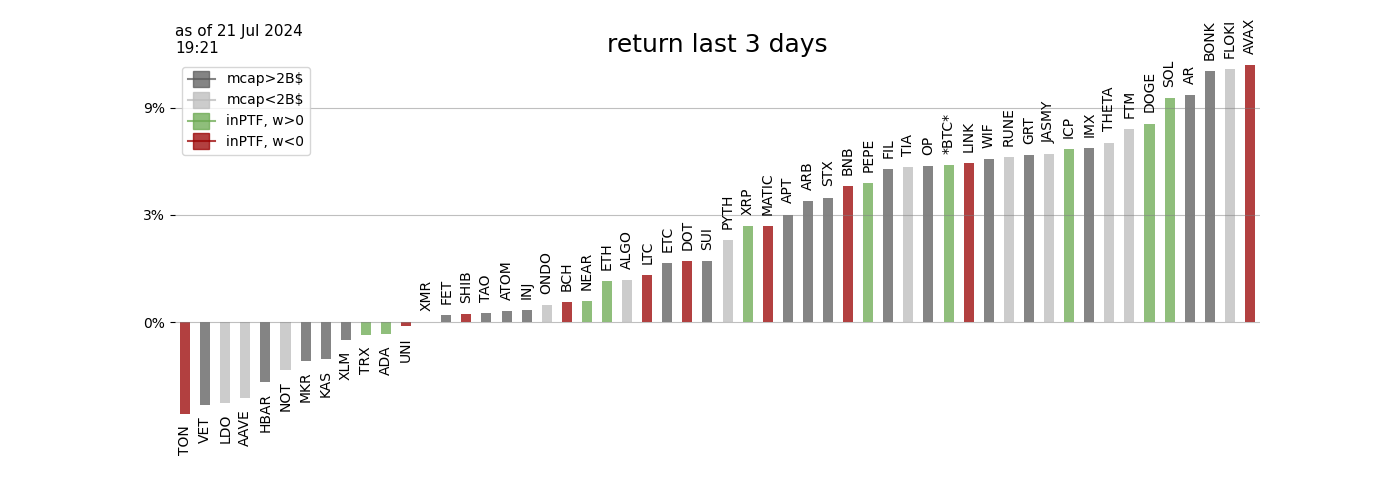 as of 21 Jul 2024
19:21
return last 3 days
mcap>2B$
mcap<2B$
inPTF, w>0
inPTF, w<0
9%
3%
0%
TON
VET
LDO
AAVE
HBAR
NOT
MKR
KAS
XLM
TRX
ADA
UNI
XMR
FET
SHIB
TAO
ATOM
INJ
ONDO
BCH
NEAR
ETH
ALGO
LTC
ETC
DOT
SUI
PYTH
XRP
MATIC
APT
ARB
STX
BNB
PEPE
FIL
TIA
OP
*BTC*
LINK
WIF
RUNE
GRT
JASMY
ICP
IMX
THETA
FTM
DOGE
SOL
AR
BONK
FLOKI
AVAX